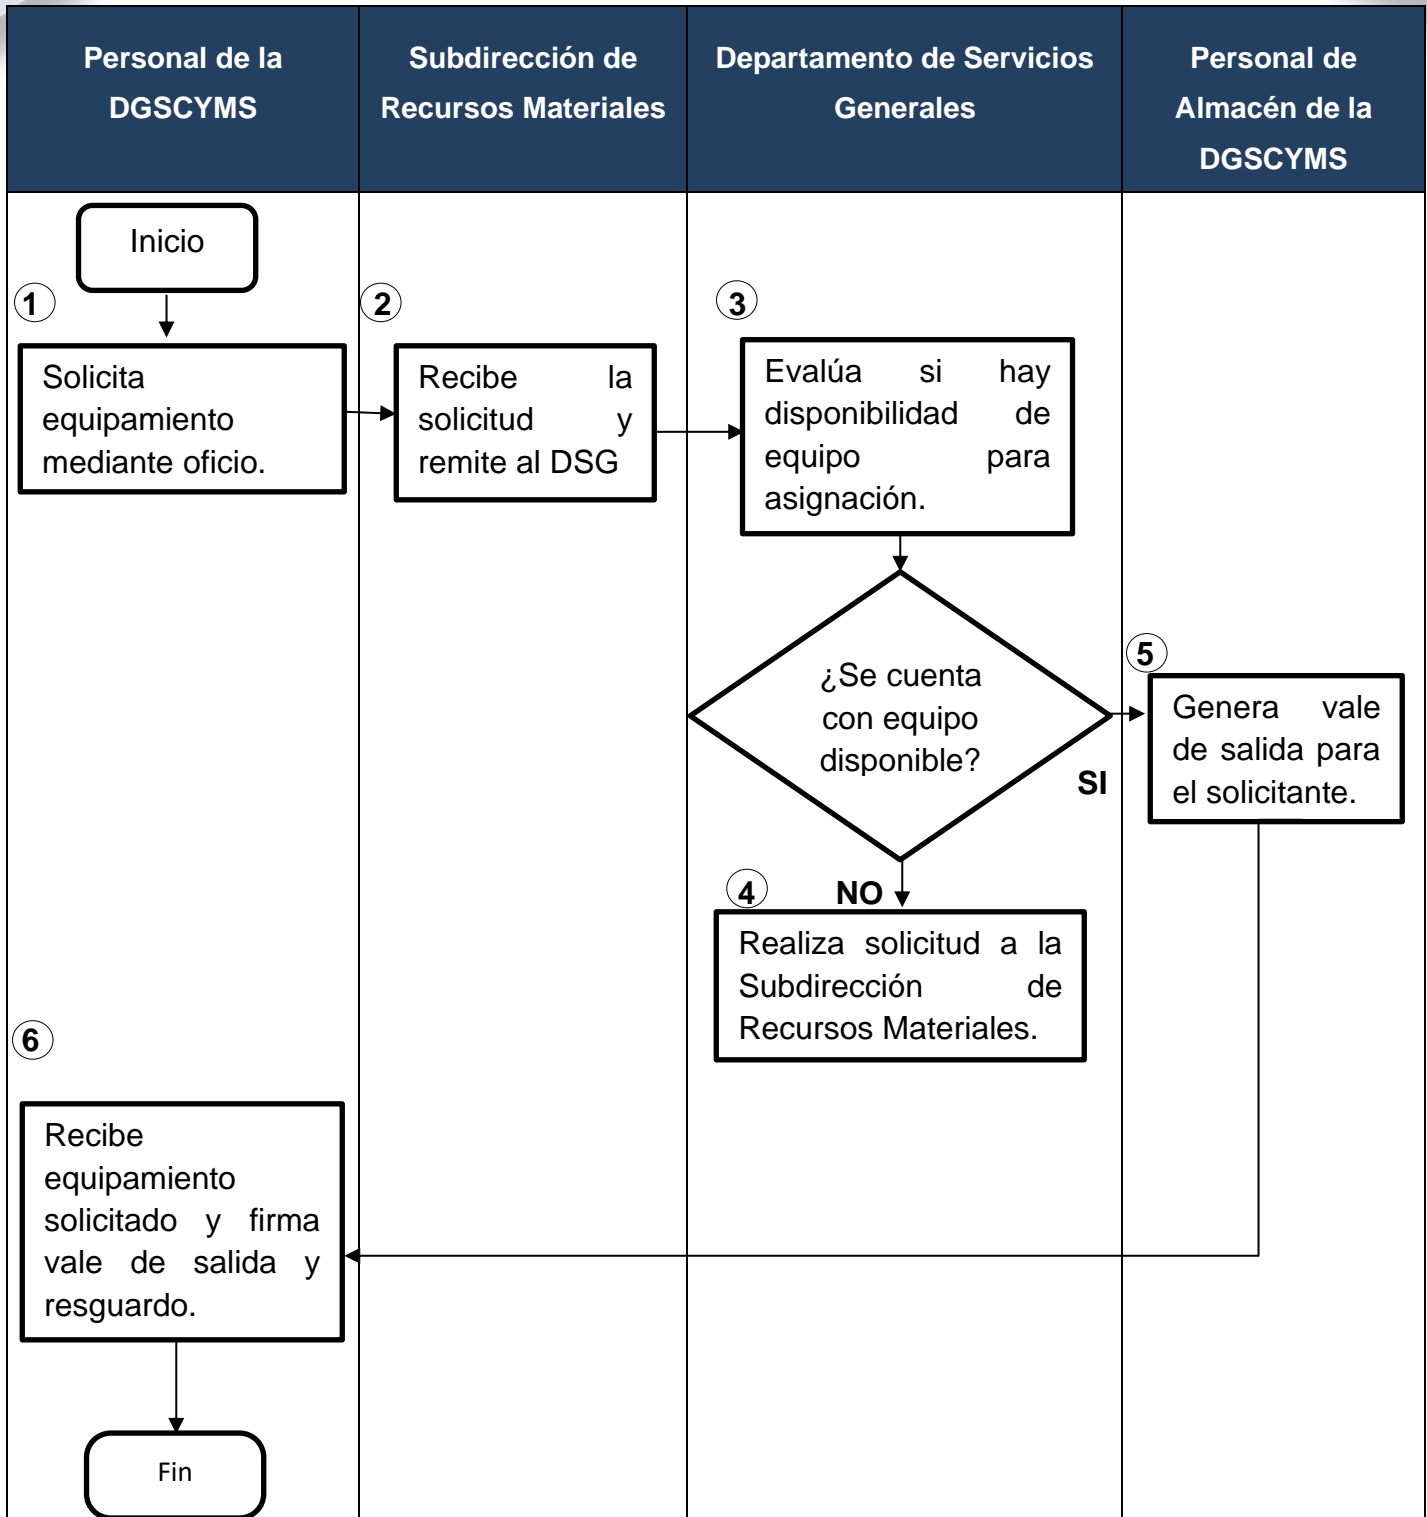 Personal de la
DGSCYMS
Subdirección de
Recursos Materiales
Departamento de Servicios
Generales
Personal de
Almacén de la
DGSCYMS
Inicio
1
Solicita
equipamiento
mediante oficio.
2
Recibe la
solicitud y
remite al DSG
3
Evalúa si hay
disponibilidad de
equipo para
asignación.
¿Se cuenta
con equipo
disponible?
SI
NO
4
Realiza solicitud a la
Subdirección de
Recursos Materiales.
5
Genera vale
de salida para
el solicitante.
6
Recibe
equipamiento
solicitado y firma
vale de salida y
resguardo.
Fin